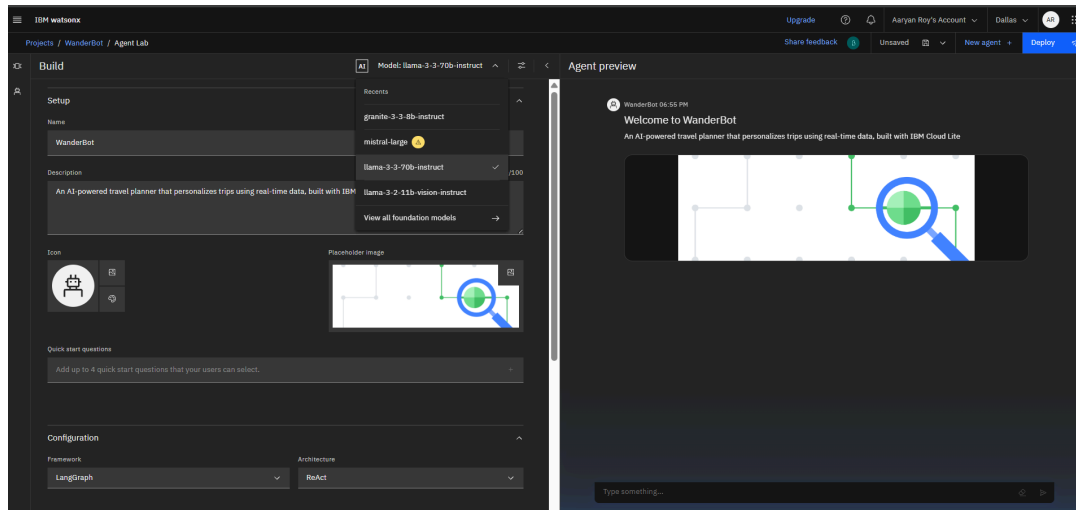 IBM watsonx
Upgrade
Aaryan Roy's Account
Dallas
AR
Projects / WanderBot / Agent Lab
Share feedback
Unsaved
New agent +
Deploy
Build
AI Model: llama-3-3-70b-instruct
Agent preview
Setup
Name
WanderBot
Description
/100
An AI-powered travel planner that personalizes trips using real-time data, built with IBM
Recents
granite-3-3-8b-instruct
mistral-large
llama-3-3-70b-instruct
llama-3-2-11b-vision-instruct
View all foundation models
Icon
Placeholder image
Quick start questions
Add up to 4 quick start questions that your users can select.
Configuration
Framework
Architecture
LangGraph
ReAct
WanderBot 06:55 PM
Welcome to WanderBot
An AI-powered travel planner that personalizes trips using real-time data, built with IBM Cloud Lite
Type something...